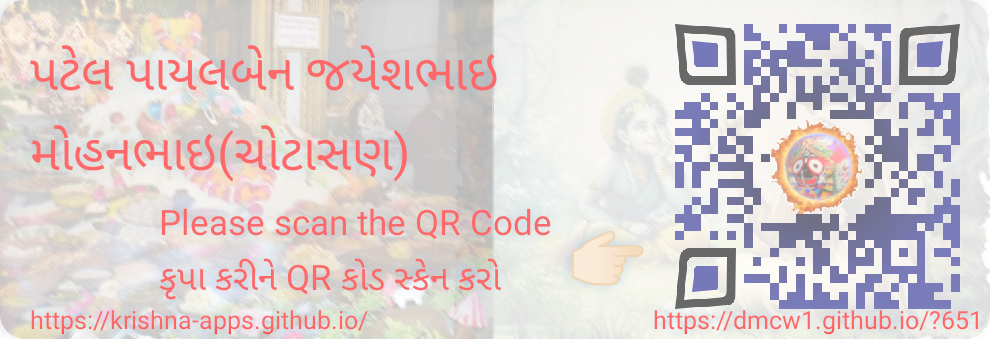 પટેલ પાયલબેન જયેશભાઇ
મોહનભાઇ(ચોટાસણ)
Please scan the QR Code
કૃપા કરીને QR કોડ સ્કેન કરો
https://krishna-apps.github.io/
https://dmcw1.github.io/?651